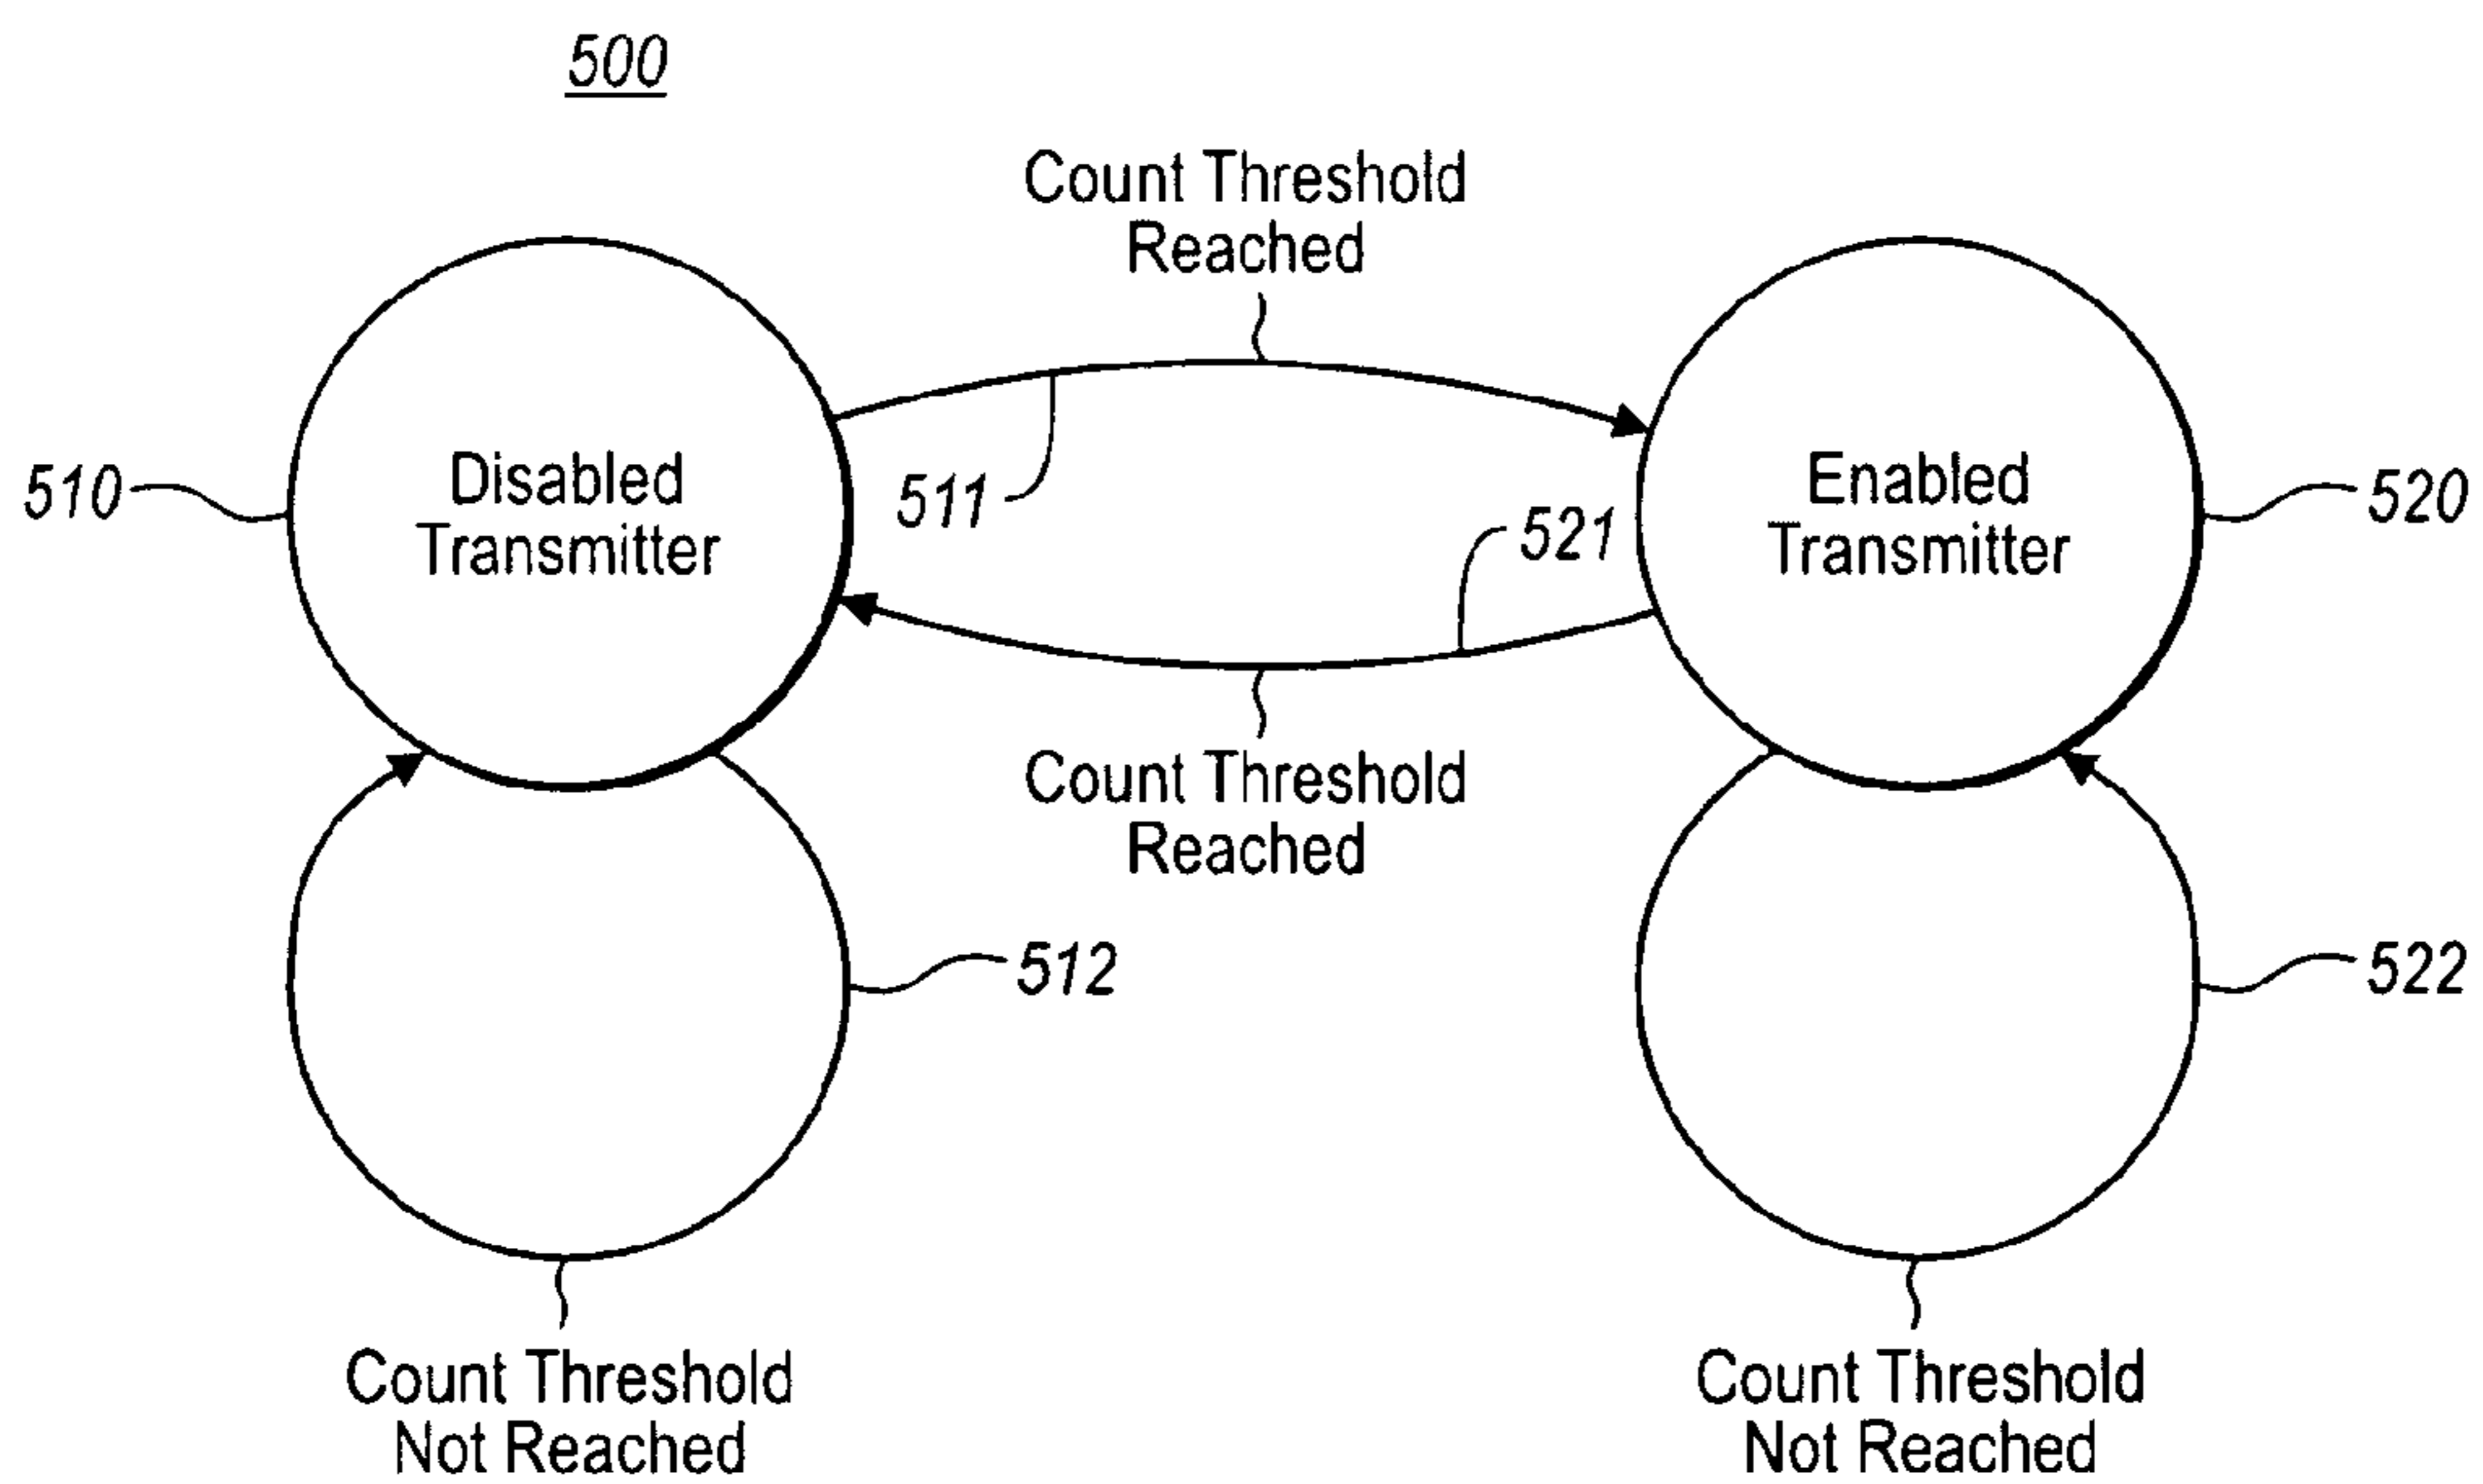 500
Count Threshold
Reached
510
Disabled
Transmitter
511
521
Enabled
Transmitter
520
Count Threshold
Reached
512
522
Count Threshold
Not Reached
Count Threshold
Not Reached